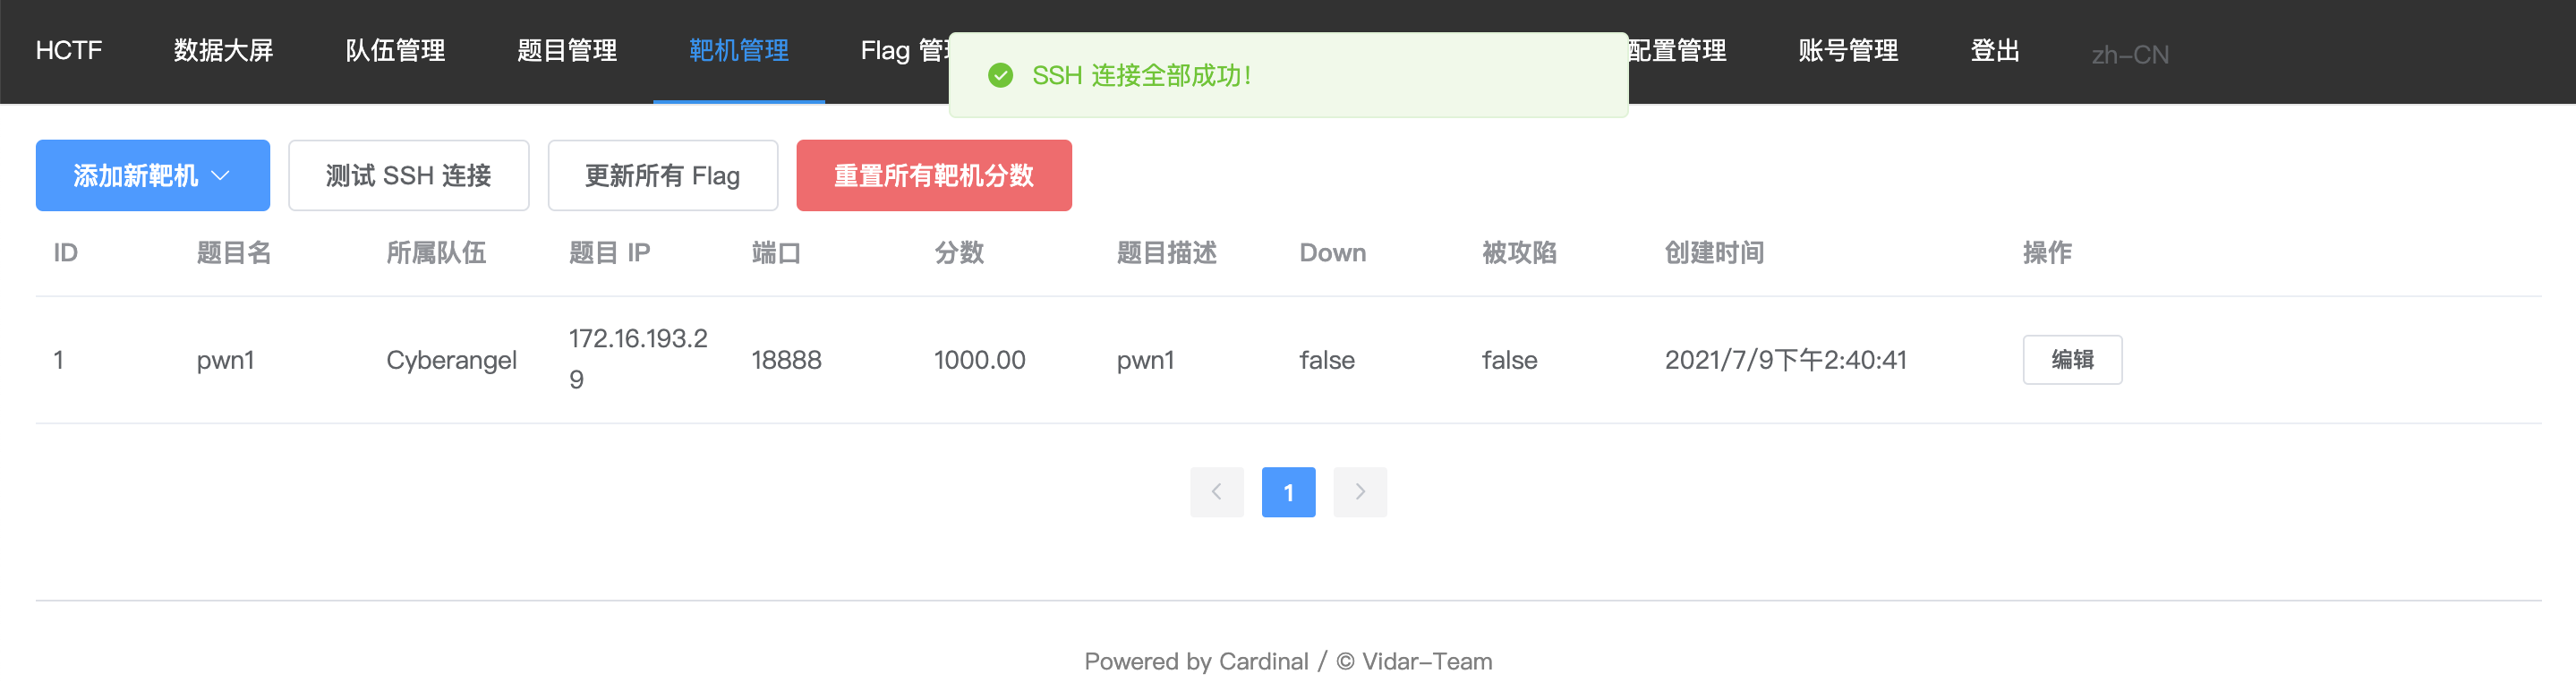 HCTF 数据大屏 队伍管理 题目管理 靶机管理 Flag 管 配置管理 账号管理 登出 zh-CN
SSH 连接全部成功!
添加新靶机 测试 SSH 连接 更新所有 Flag 重置所有靶机分数
ID 题目名 所属队伍 题目 IP 端口 分数 题目描述 Down 被攻陷 创建时间 操作
1 pwn1 Cyberangel 172.16.193.2 18888 1000.00 pwn1 false false 2021/7/9下午2:40:41 编辑
9
1
Powered by Cardinal / © Vidar-Team